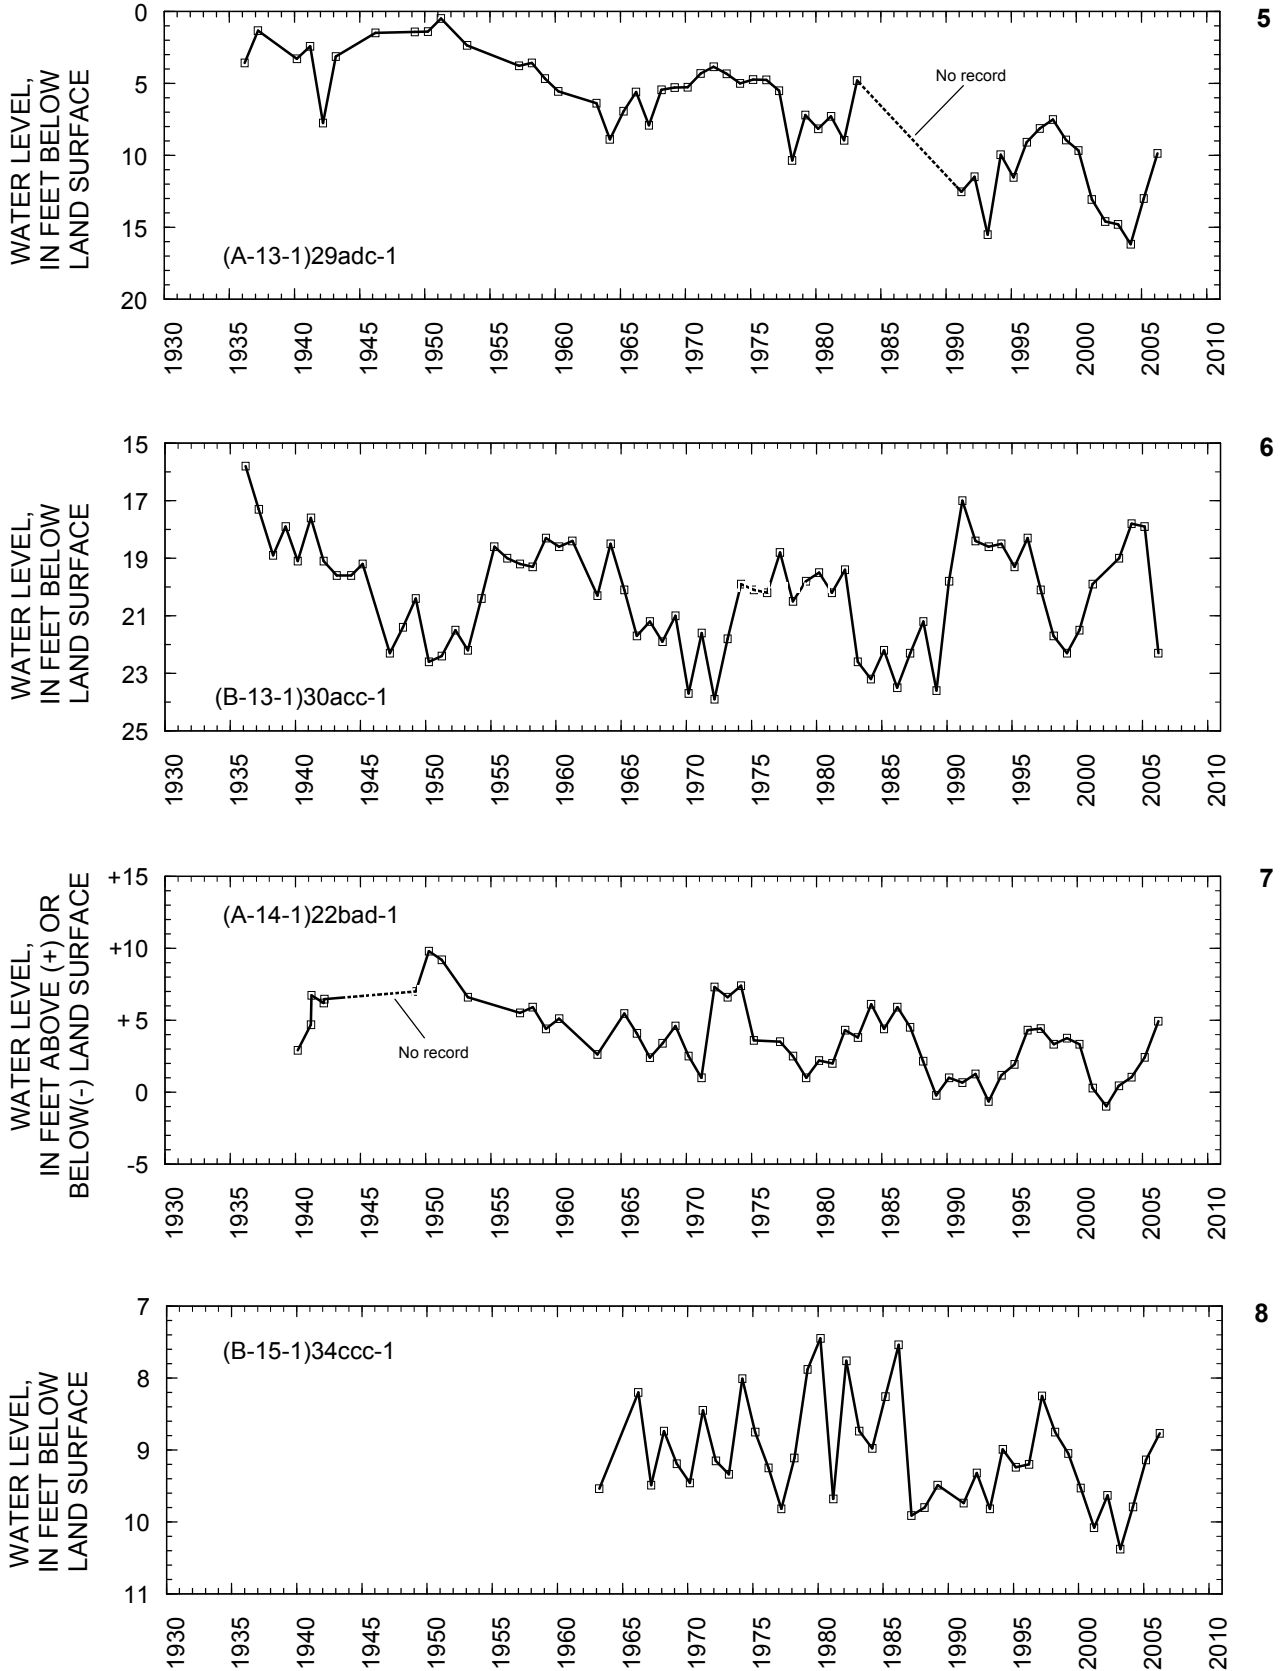 5
WATER LEVEL,
IN FEET BELOW
LAND SURFACE
0
5
10
15
20
No record
(A-13-1)29adc-1
1930 1935 1940 1945 1950 1955 1960 1965 1970 1975 1980 1985 1990 1995 2000 2005 2010
6
WATER LEVEL,
IN FEET BELOW
LAND SURFACE
15
17
19
21
23
25
(B-13-1)30acc-1
1930 1935 1940 1945 1950 1955 1960 1965 1970 1975 1980 1985 1990 1995 2000 2005 2010
7
WATER LEVEL,
IN FEET ABOVE (+) OR
BELOW(-) LAND SURFACE
+15
+10
+ 5
0
-5
(A-14-1)22bad-1
No record
1930 1935 1940 1945 1950 1955 1960 1965 1970 1975 1980 1985 1990 1995 2000 2005 2010
8
WATER LEVEL,
IN FEET BELOW
LAND SURFACE
7
8
9
10
11
(B-15-1)34ccc-1
1930 1935 1940 1945 1950 1955 1960 1965 1970 1975 1980 1985 1990 1995 2000 2005 2010